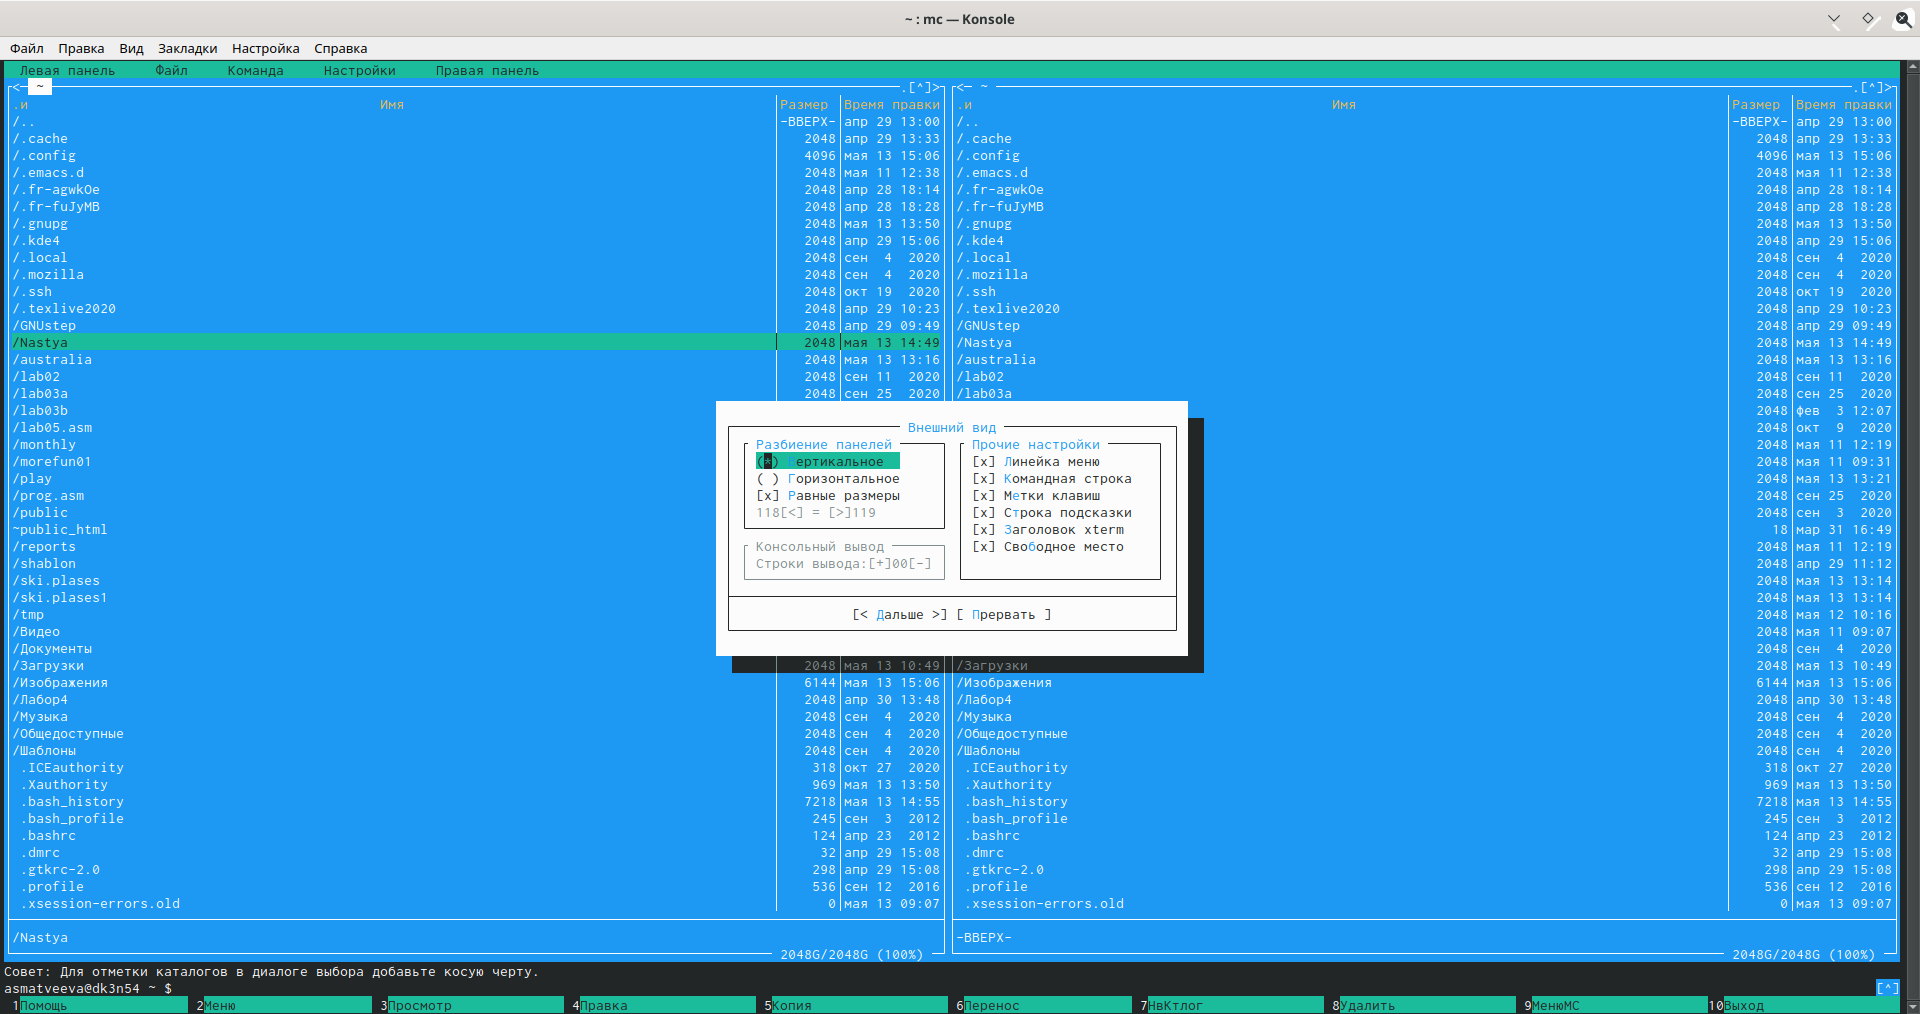 ~ : mc — Konsole
Файл Правка Вид Закладки Настройка Справка
Левая панель Файл Команда Настройки Правая панель
<─ ~ .[^]> <─ ~ .[^]>
.и Имя Размер Время правки .и Имя Размер Время правки
/.. -ВВЕРХ- апр 29 13:00 /.. -ВВЕРХ- апр 29 13:00
/.cache 2048 апр 29 13:33 /.cache 2048 апр 29 13:33
/.config 4096 мая 13 15:06 /.config 4096 мая 13 15:06
/.emacs.d 2048 мая 11 12:38 /.emacs.d 2048 мая 11 12:38
/.fr-agwkOe 2048 апр 28 18:14 /.fr-agwkOe 2048 апр 28 18:14
/.fr-fuJyMB 2048 апр 28 18:28 /.fr-fuJyMB 2048 апр 28 18:28
/.gnupg 2048 мая 13 13:50 /.gnupg 2048 мая 13 13:50
/.kde4 2048 апр 29 15:06 /.kde4 2048 апр 29 15:06
/.local 2048 сен 4 2020 /.local 2048 сен 4 2020
/.mozilla 2048 сен 4 2020 /.mozilla 2048 сен 4 2020
/.ssh 2048 окт 19 2020 /.ssh 2048 окт 19 2020
/.texlive2020 2048 апр 29 10:23 /.texlive2020 2048 апр 29 10:23
/GNUstep 2048 апр 29 09:49 /GNUstep 2048 апр 29 09:49
/Nastya 2048 мая 13 14:49 /Nastya 2048 мая 13 14:49
/australia 2048 мая 13 13:16 /australia 2048 мая 13 13:16
/lab02 2048 сен 11 2020 /lab02 2048 сен 11 2020
/lab03a 2048 сен 25 2020 /lab03a 2048 сен 25 2020
/lab03b 2048 фев 3 12:07
/lab05.asm Внешний вид 2048 окт 9 2020
/monthly Разбиение панелей Прочие настройки 2048 мая 11 12:19
/morefun01 (*) ертикальное [x] Линейка меню 2048 мая 11 09:31
/play ( ) Горизонтальное [x] Командная строка 2048 мая 13 13:21
/prog.asm [x] Равные размеры [x] Метки клавиш 2048 сен 25 2020
/public 118[<] = [>]119 [x] Строка подсказки 2048 сен 3 2020
~public_html [x] Заголовок xterm 18 мар 31 16:49
/reports Консольный вывод [x] Свободное место 2048 мая 11 12:19
/shablon Строки вывода:[+]00[-] 2048 апр 29 11:12
/ski.plases 2048 мая 13 13:14
/ski.plases1 2048 мая 13 13:14
/tmp [< Дальше >] [ Прервать ] 2048 мая 12 10:16
/Видео 2048 мая 11 09:07
/Документы 2048 сен 4 2020
/Загрузки 2048 мая 13 10:49 /Загрузки 2048 мая 13 10:49
/Изображения 6144 мая 13 15:06 /Изображения 6144 мая 13 15:06
/Лабор4 2048 апр 30 13:48 /Лабор4 2048 апр 30 13:48
/Музыка 2048 сен 4 2020 /Музыка 2048 сен 4 2020
/Общедоступные 2048 сен 4 2020 /Общедоступные 2048 сен 4 2020
/Шаблоны 2048 сен 4 2020 /Шаблоны 2048 сен 4 2020
.ICEauthority 318 окт 27 2020 .ICEauthority 318 окт 27 2020
.Xauthority 969 мая 13 13:50 .Xauthority 969 мая 13 13:50
.bash_history 7218 мая 13 14:55 .bash_history 7218 мая 13 14:55
.bash_profile 245 сен 3 2012 .bash_profile 245 сен 3 2012
.bashrc 124 апр 23 2012 .bashrc 124 апр 23 2012
.dmrc 32 апр 29 15:08 .dmrc 32 апр 29 15:08
.gtkrc-2.0 298 апр 29 15:08 .gtkrc-2.0 298 апр 29 15:08
.profile 536 сен 12 2016 .profile 536 сен 12 2016
.xsession-errors.old 0 мая 13 09:07 .xsession-errors.old 0 мая 13 09:07
/Nastya -ВВЕРХ-
2048G/2048G (100%) 2048G/2048G (100%)
Совет: Для отметки каталогов в диалоге выбора добавьте косую черту.
asmatveeva@dk3n54 ~ $ [^]
1Помощь 2Меню 3Просмотр 4Правка 5Копия 6Перенос 7НвКтлог 8Удалить 9МенюМС 10Выход